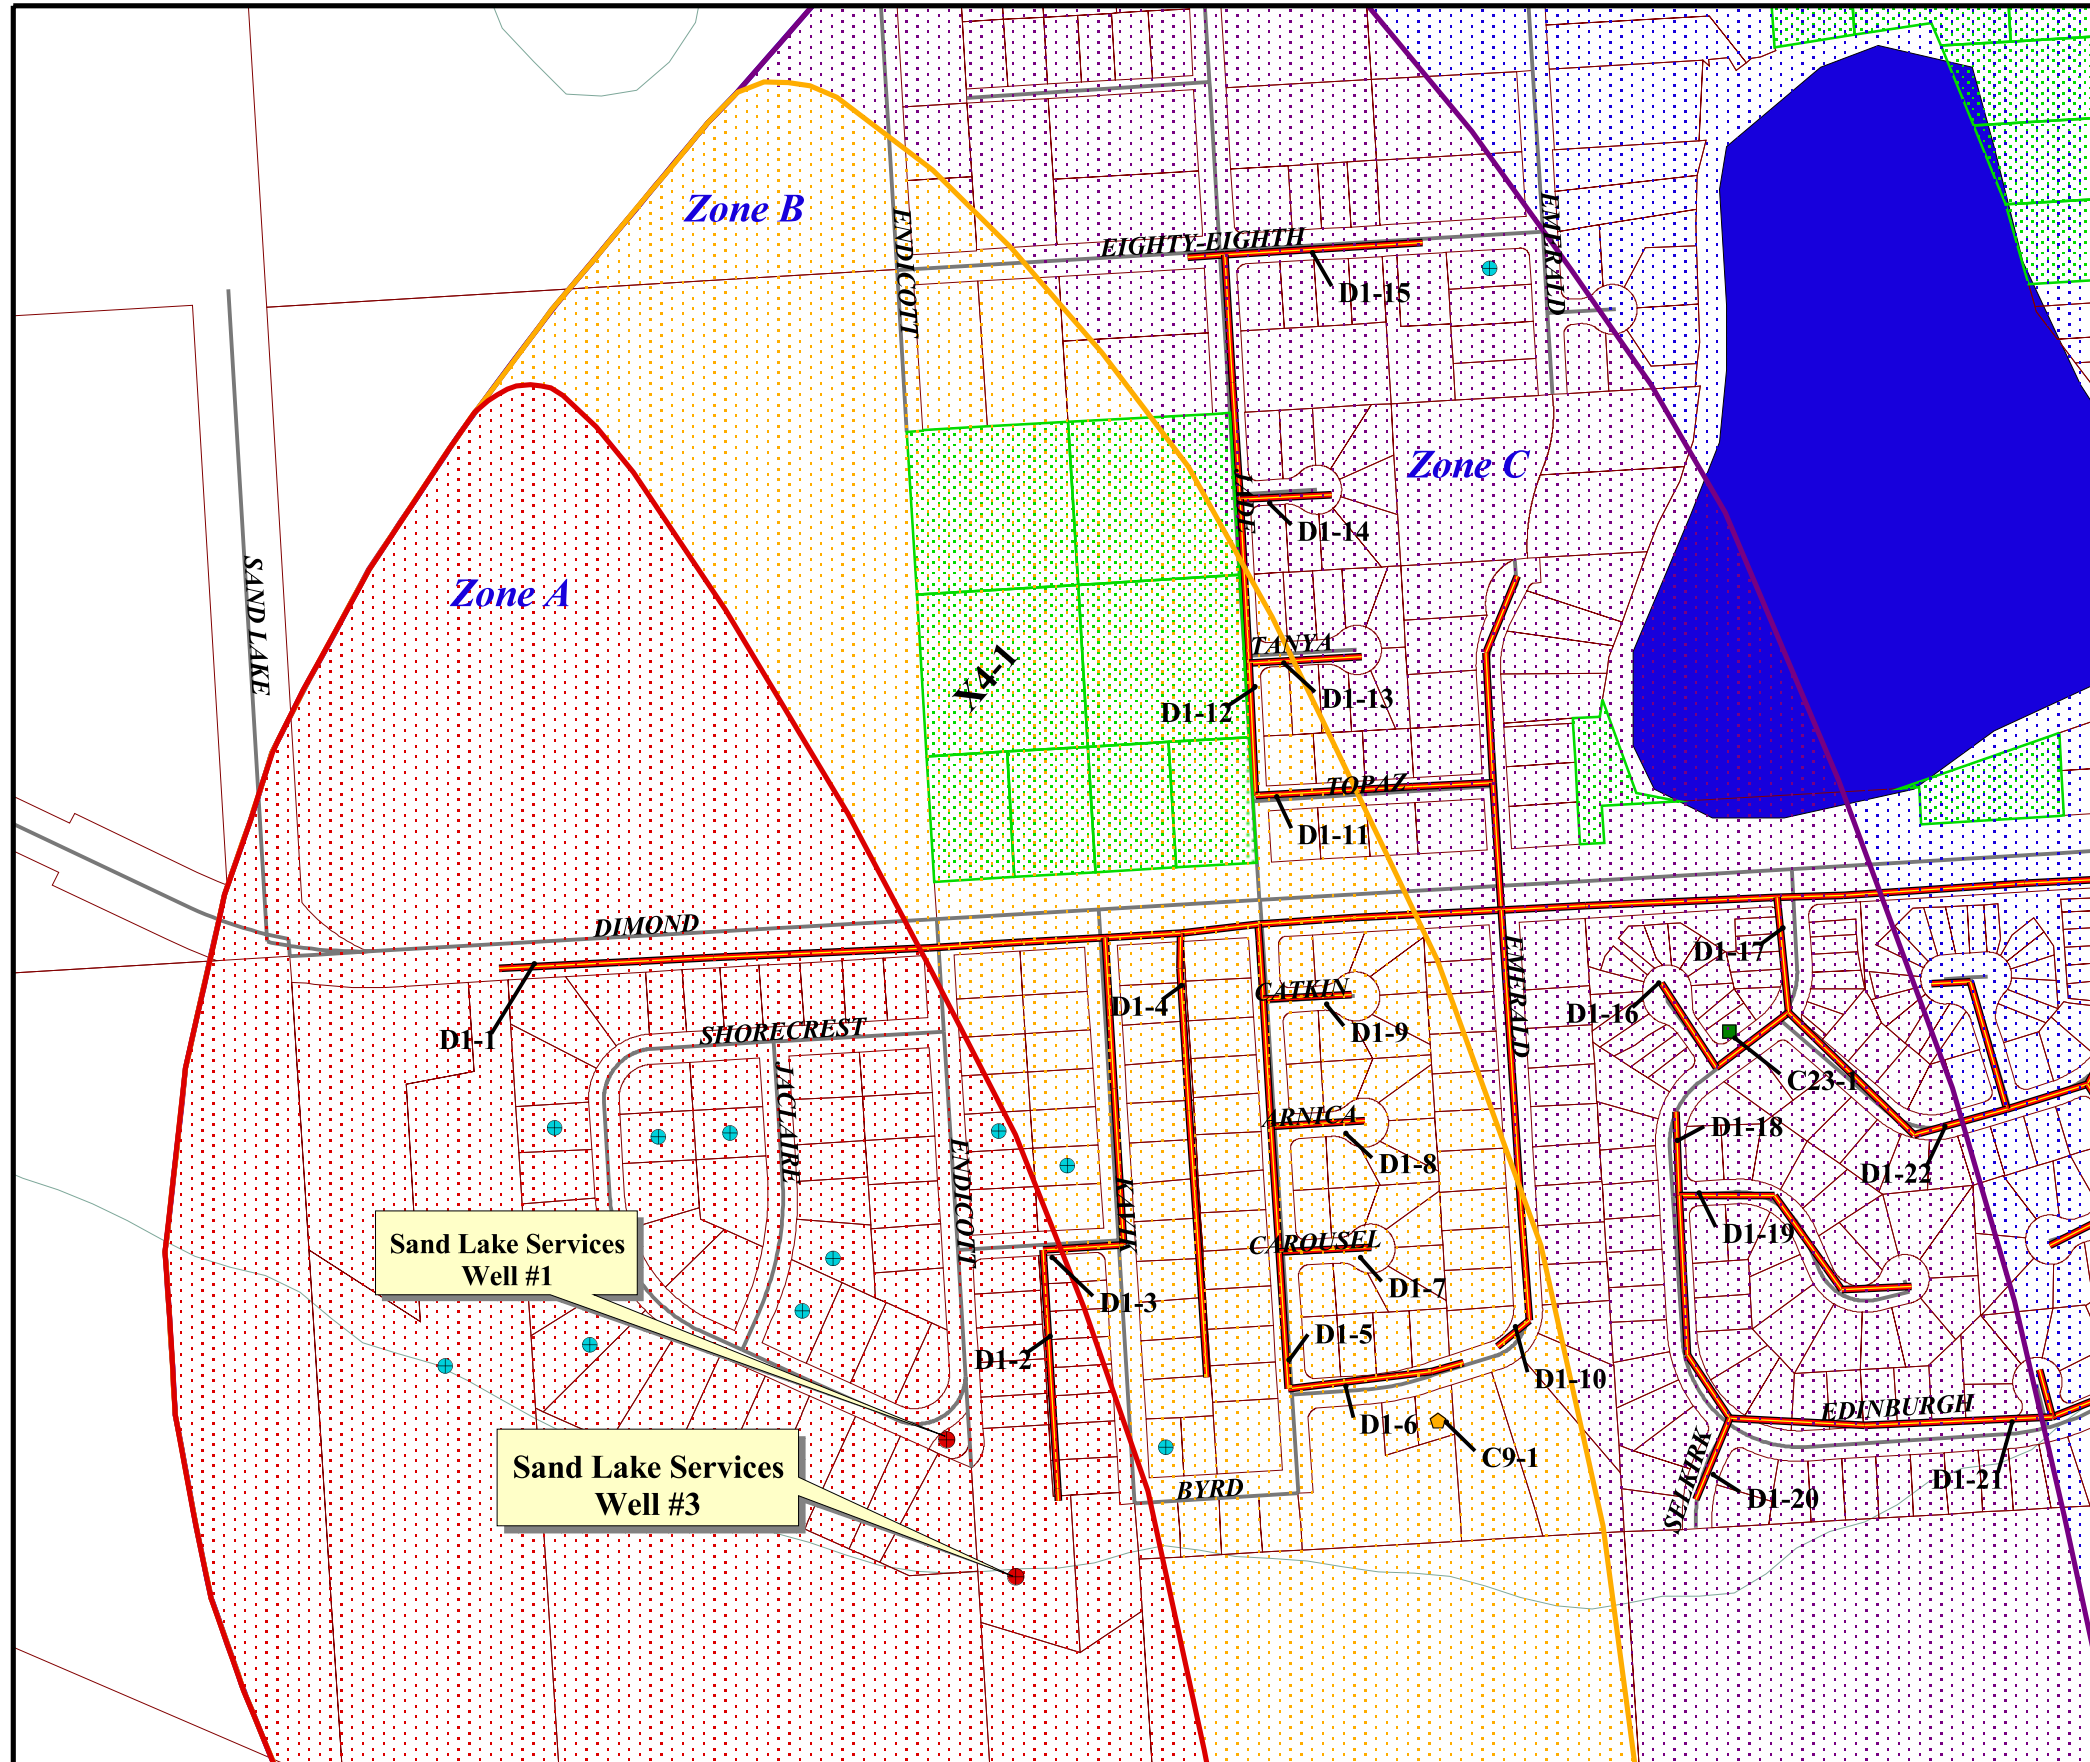 Zone B
ENDICOTT
EIGHTY-EIGHTH
EMERALD
D1-15
Zone C
JADE
D1-14
SAND LAKE
Zone A
TANYA
X4-1
D1-12
D1-13
TOPAZ
D1-11
DIMOND
D1-1
SHORECREST
JACLAIRE
ENDICOTT
D1-4
CATKIN
D1-9
EMERALD
D1-17
D1-16
C23-1
ARNICA
D1-8
D1-18
D1-22
KAVIK
CAROUSEL
D1-7
D1-19
Sand Lake Services
Well #1
D1-3
D1-2
D1-5
D1-10
D1-6
C9-1
EDINBURGH
SELKIRK
D1-21
D1-20
BYRD
Sand Lake Services
Well #3